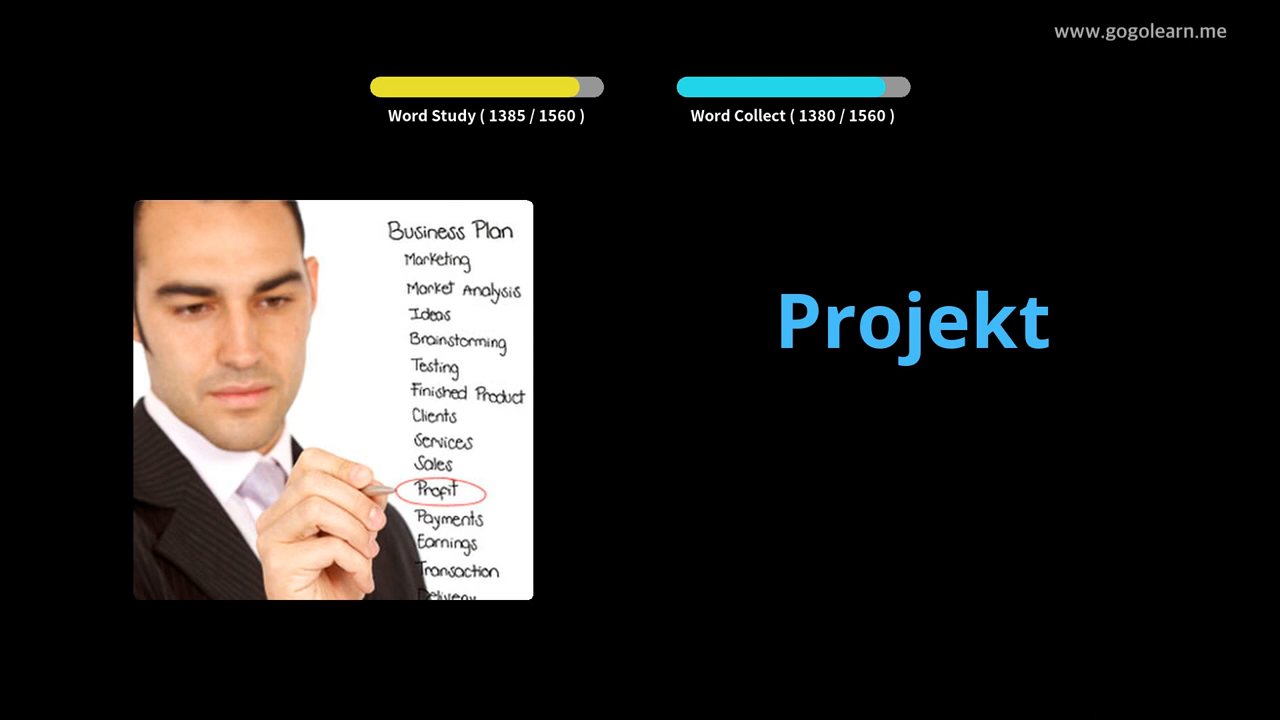 www.gogolearn.me
Word Study ( 1385 / 1560 )
Word Collect ( 1380 / 1560 )
Business Plan
Marketing
Market Analysis
Ideas
Brainstorming
Testing
Finished Product
Clients
Services
Sales
Profit
Payments
Earnings
Transaction
Delivery
Projekt